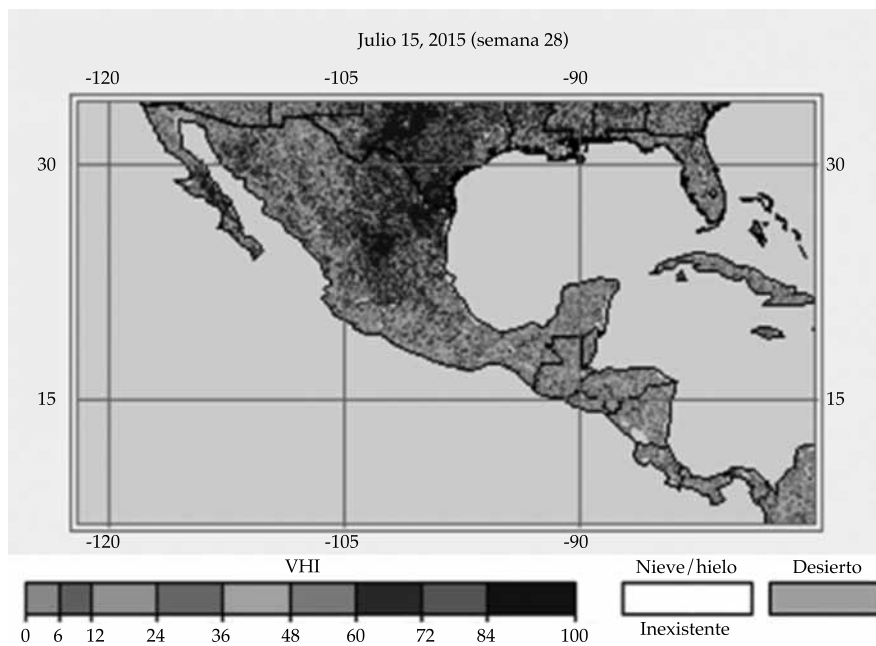 Julio 15, 2015 (semana 28)
-120 -105 -90
30 30
15 15
-120 -105 -90
VHI Nieve/hielo Desierto
0 6 12 24 36 48 60 72 84 100 Inexistente